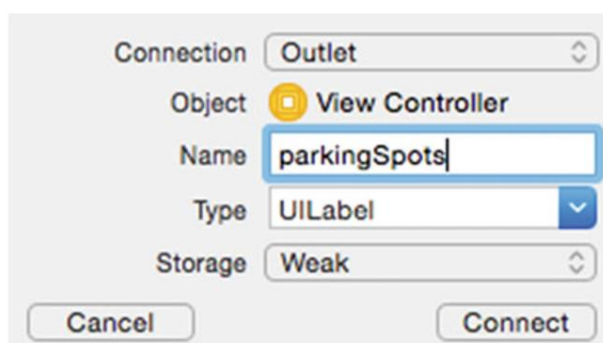 Connection Outlet
Object View Controller
Name parkingSpots
Type UILabel
Storage Weak
Cancel Connect